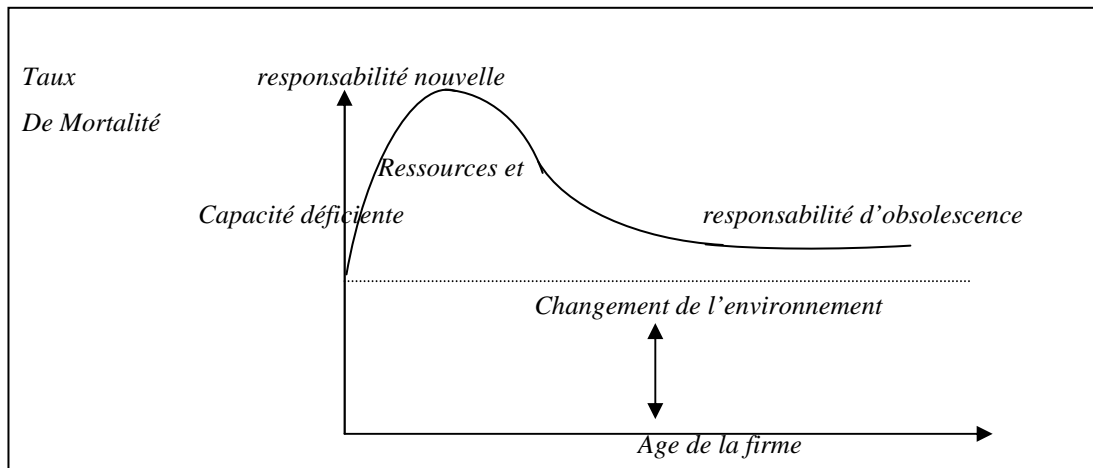 Taux
responsabilité nouvelle
De Mortalité
Ressources et
Capacité déficiente
responsabilité d’obsolescence
Changement de l’environnement
Age de la firme